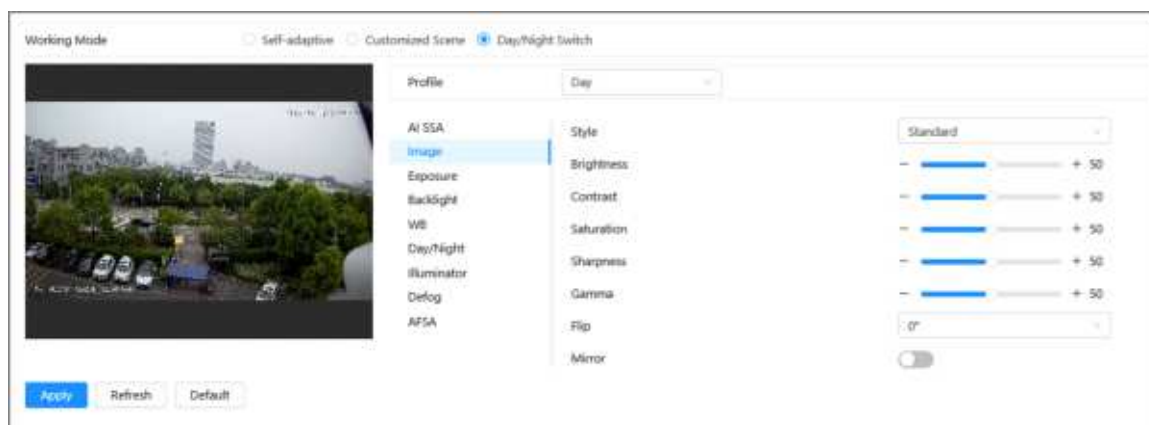 Working Mode
Self-adaptive
Customized Scene
Day/Night Switch
Profile
Day
AI SSA
Image
Exposure
Backlight
WB
Day/Night
Illuminator
Defog
AFSA
Style
Standard
Brightness
- + 50
Contrast
- + 50
Saturation
- + 50
Sharpness
- + 50
Gamma
- + 50
Flip
0°
Mirror
Apply
Refresh
Default